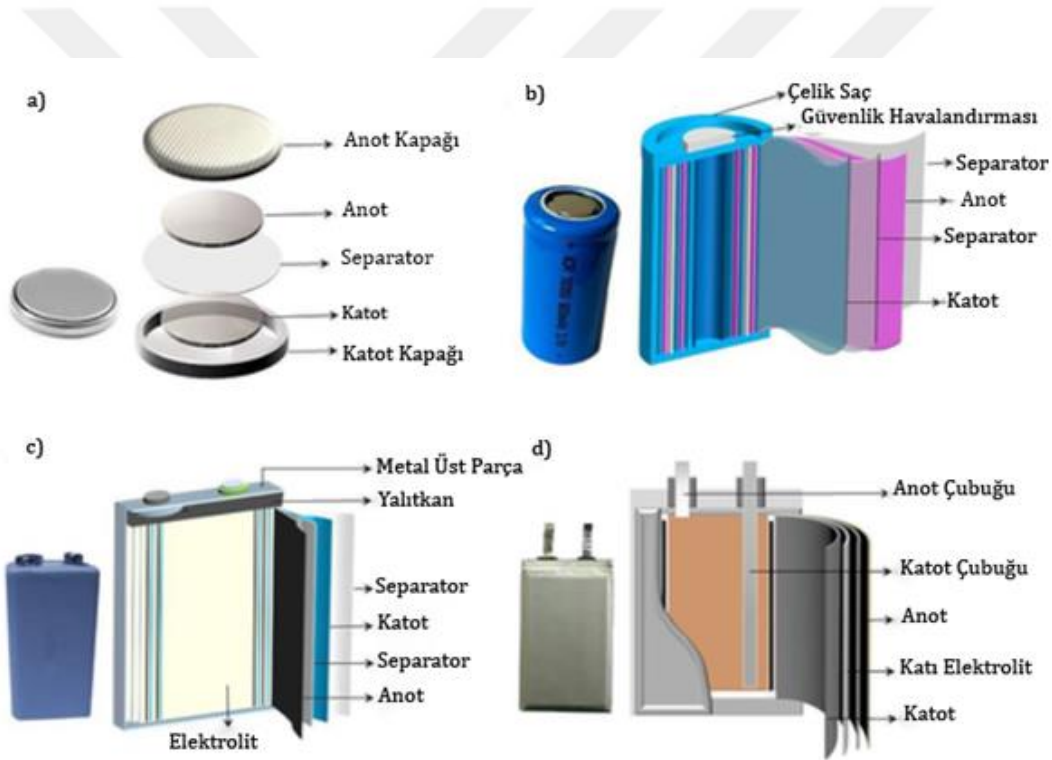 a)
Anot Kapağı
Anot
Separator
Katot
Katot Kapağı
b)
Çelik Saç
Güvenlik Havalandırması
Separator
Anot
Separator
Katot
c)
Metal Üst Parça
Yalıtkan
Separator
Katot
Separator
Anot
Elektrolit
d)
Anot Çubuğu
Katot Çubuğu
Anot
Katı Elektrolit
Katot